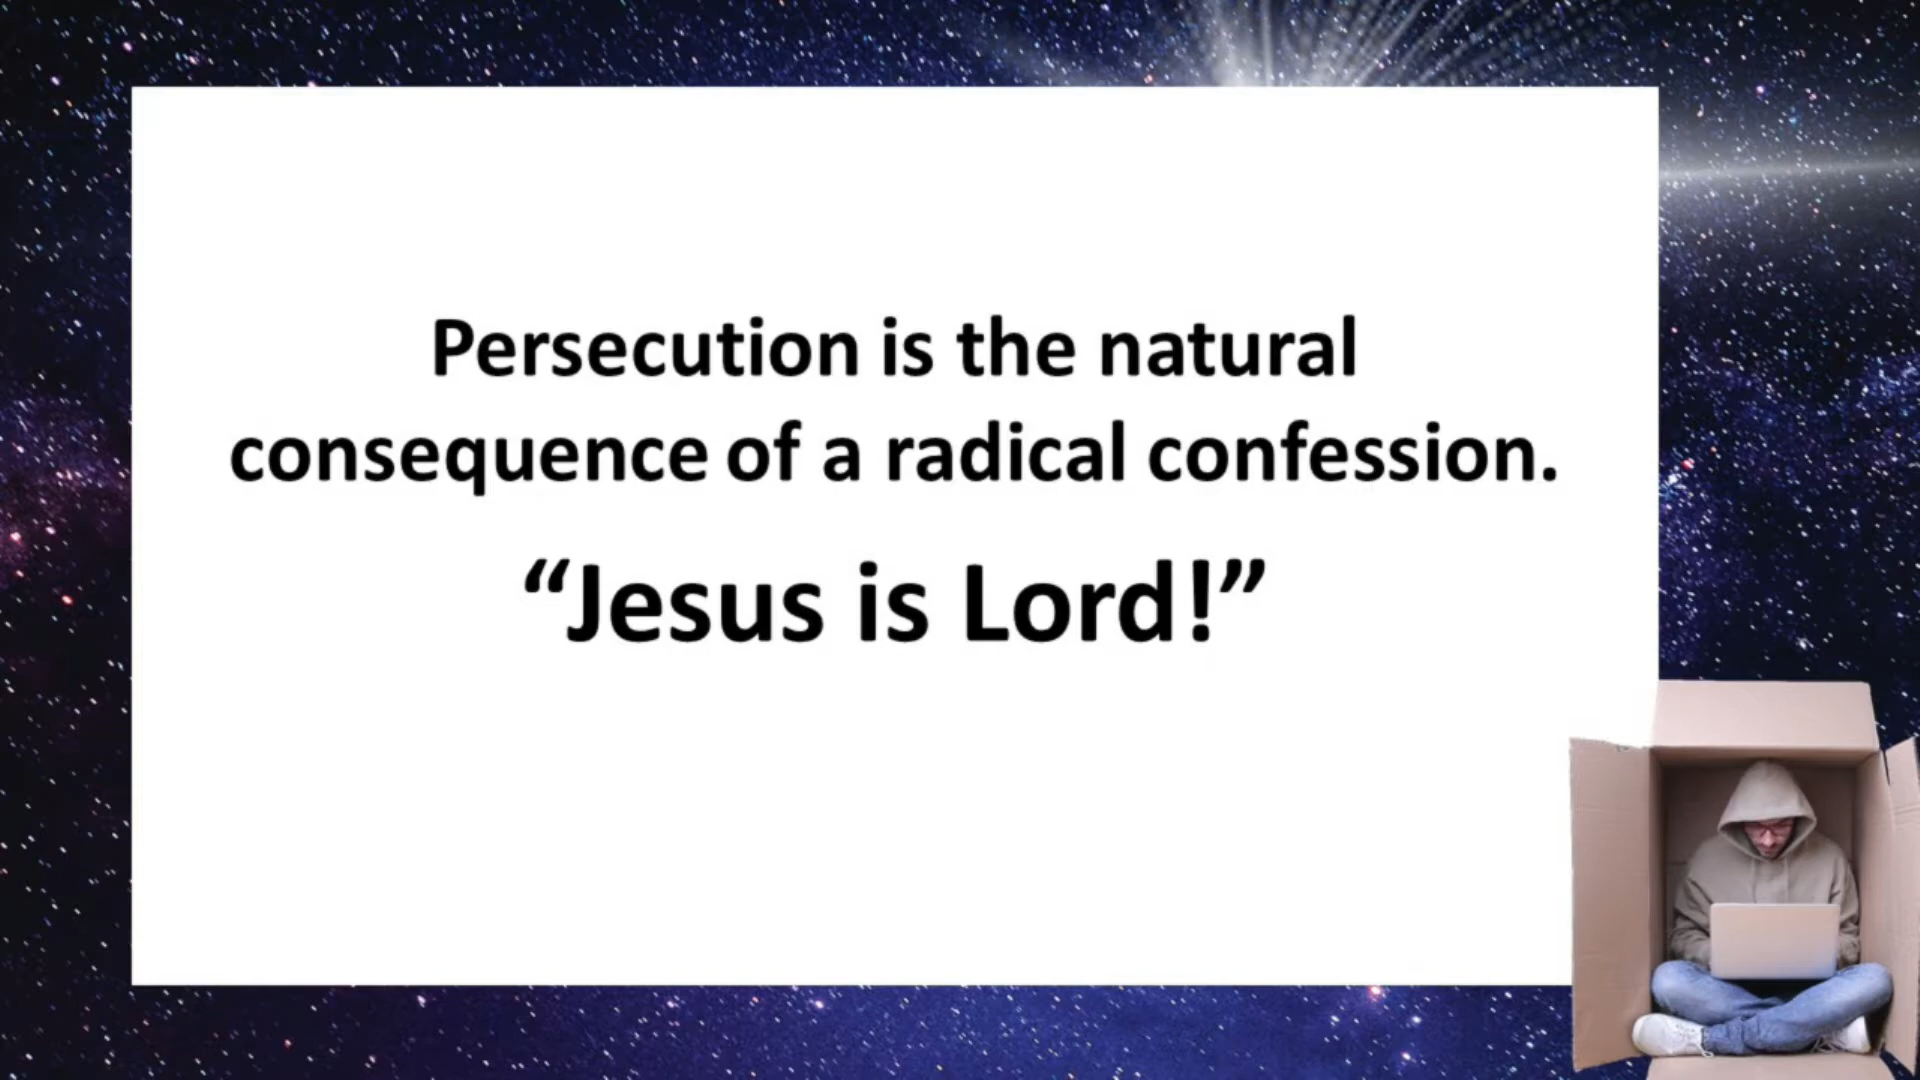 Persecution is the natural
consequence of a radical confession.
“Jesus is Lord!”